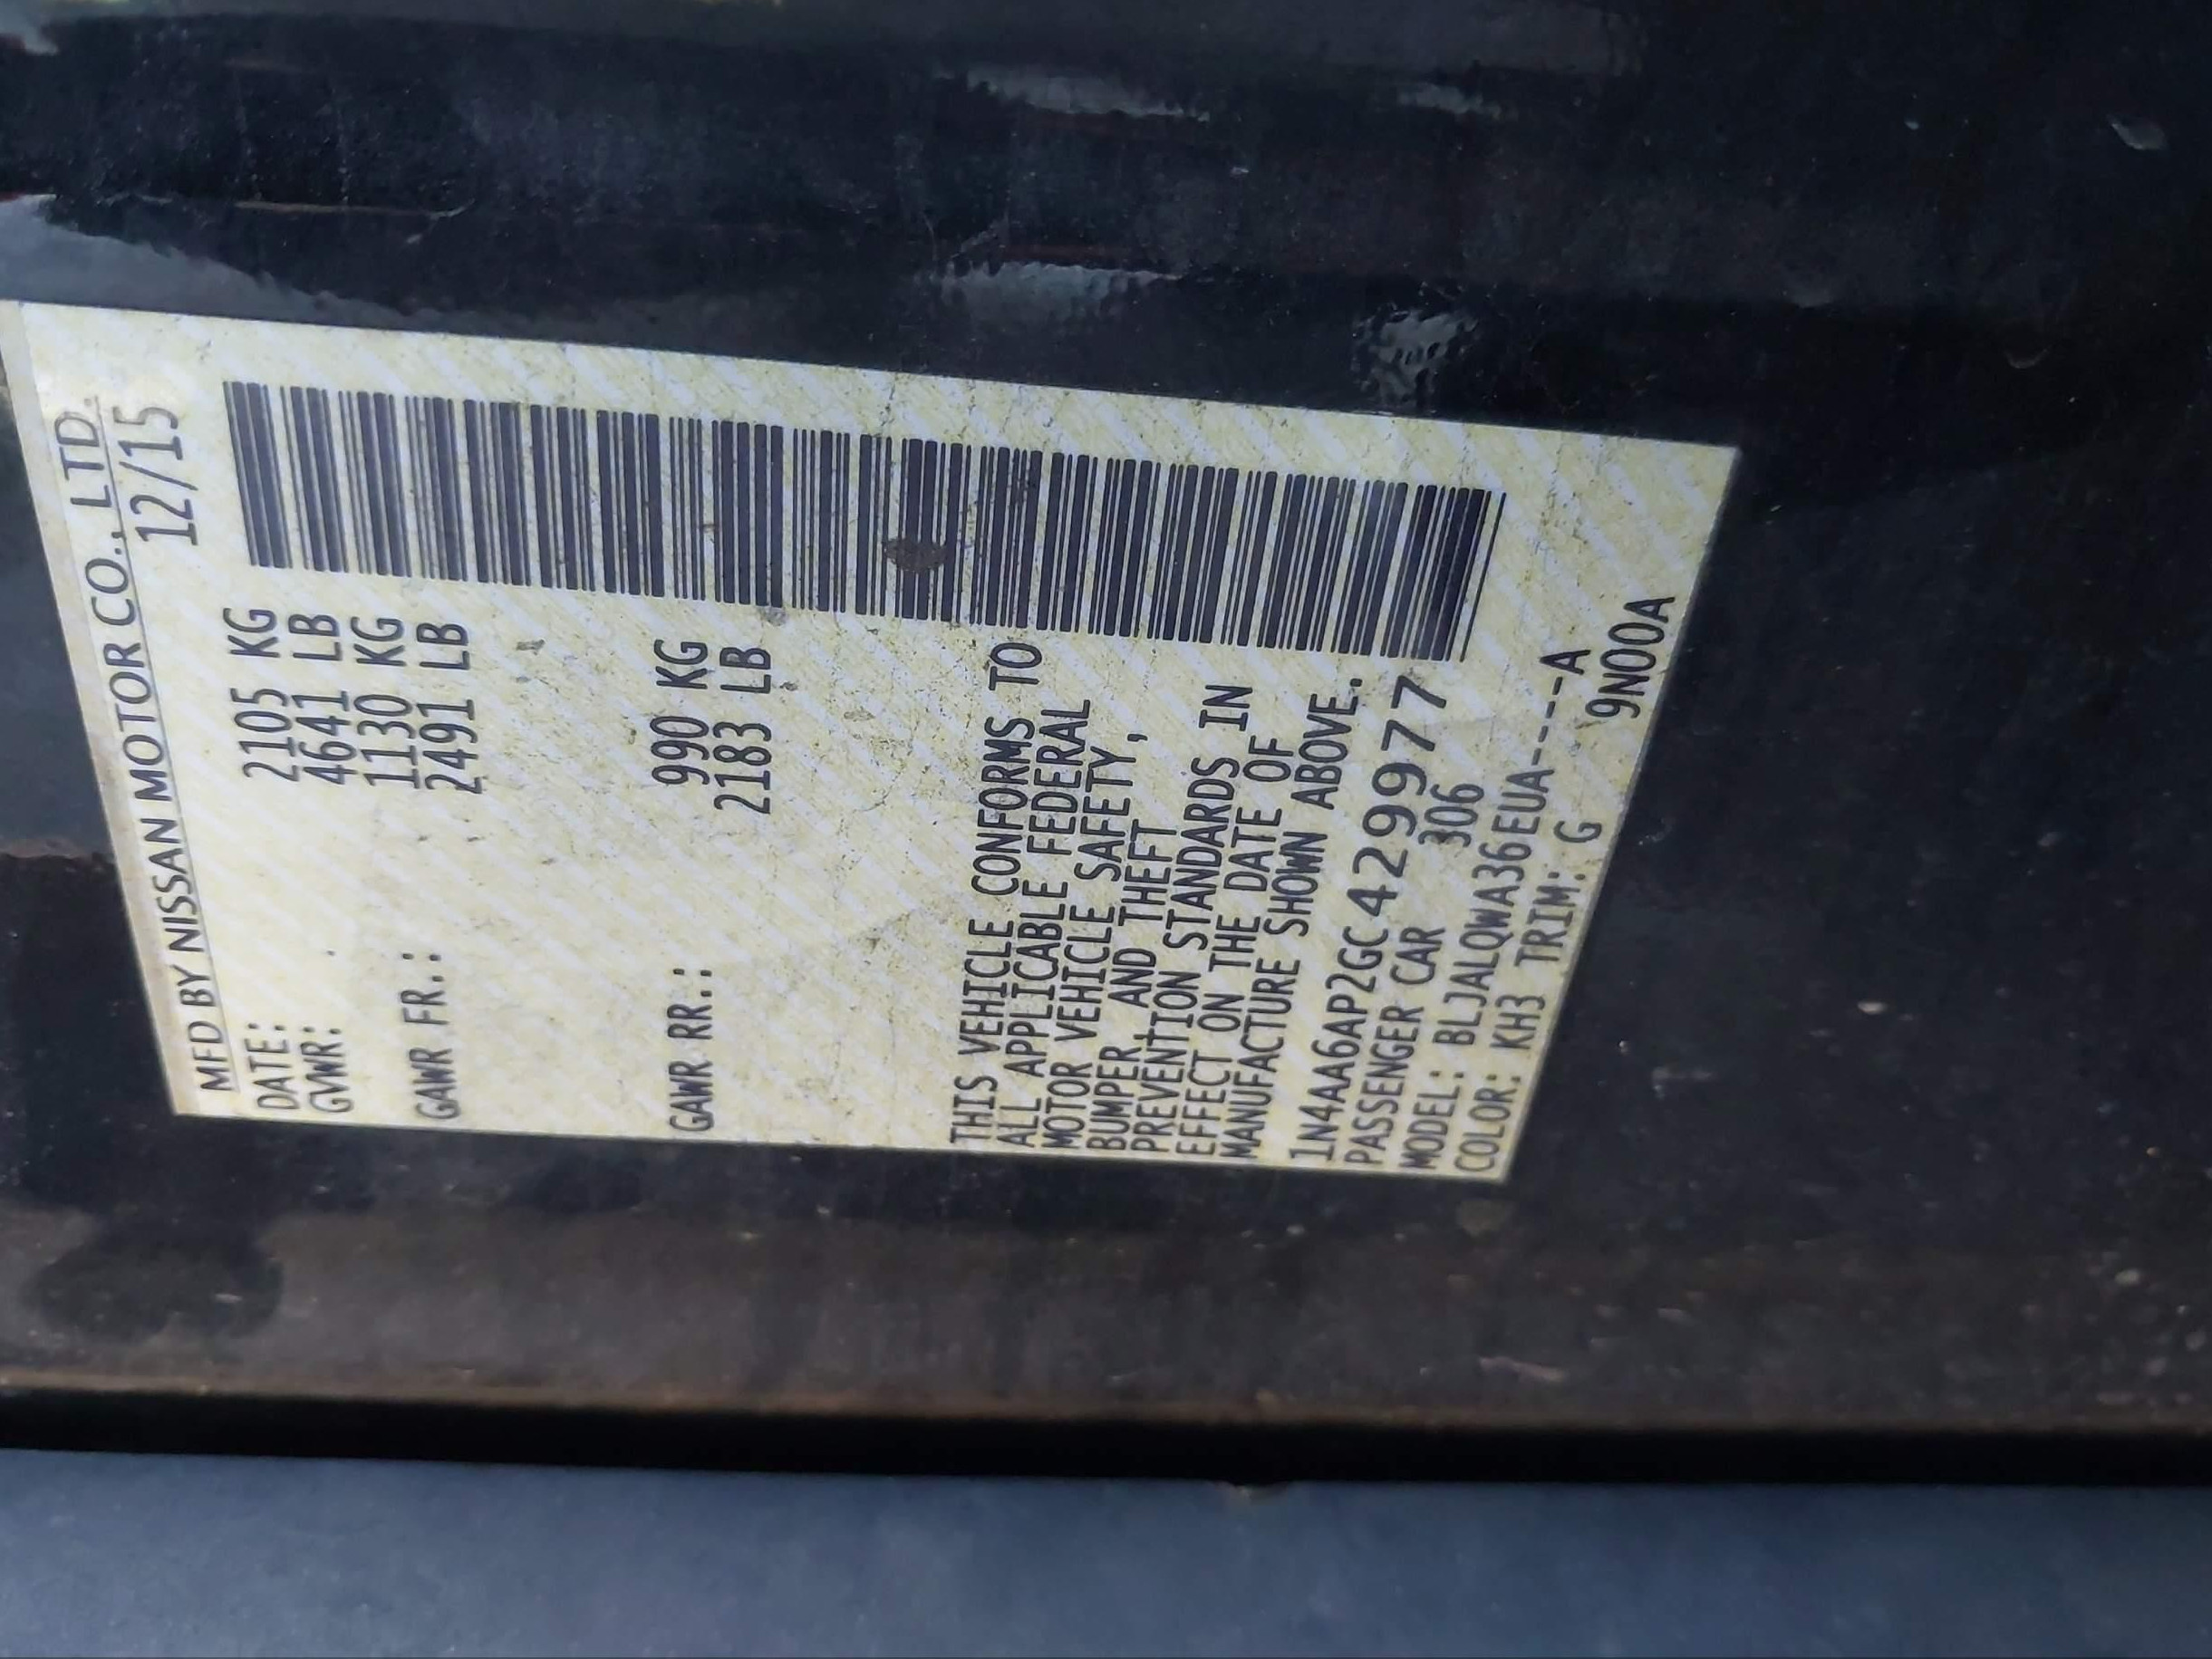 MFD BY NISSAN MOTOR CO., LTD.
DATE: 12/15
GVWR: 2105 KG
4641 LB
GAWR FR.: 1130 KG
2491 LB
GAWR RR.: 990 KG
2183 LB
THIS VEHICLE CONFORMS TO
ALL APPLICABLE FEDERAL
MOTOR VEHICLE SAFETY,
BUMPER, AND THEFT
PREVENTION STANDARDS IN
EFFECT ON THE DATE OF
MANUFACTURE SHOWN ABOVE.
1N4AA6AP2GC429977
PASSENGER CAR 306
MODEL: BLJALQWA36EUA-----A
COLOR: KH3 TRIM: G 9N00A